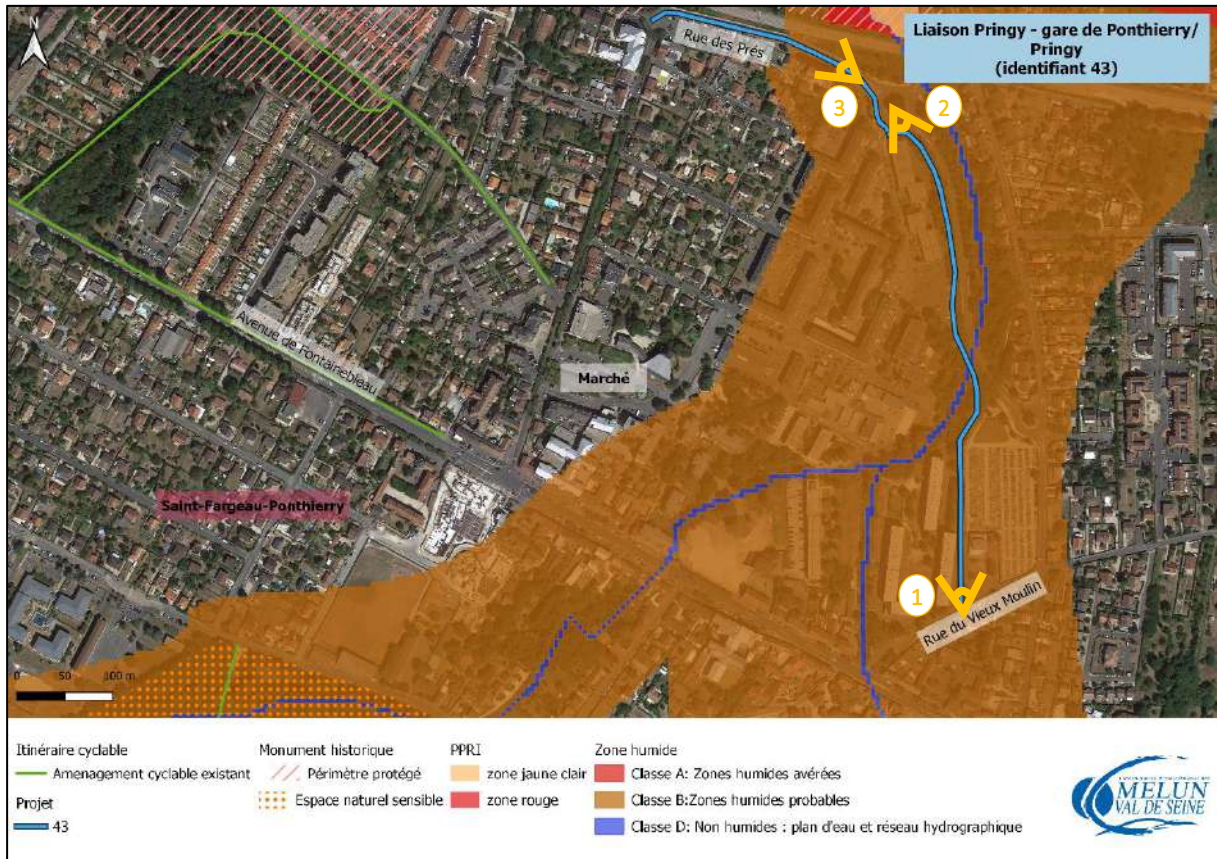 N
Liaison Pringy - gare de Ponthierry/
Pringy
(identifiant 43)
Rue des Prés
3
2
Avenue de Fontainebleau
Marché
Saint-Fargeau-Ponthierry
1
Rue du Vieux Moulin
0 50 100 m
Itinéraire cyclable
Amenagement cyclable existant
Projet
43
Monument historique
Périmètre protégé
Espace naturel sensible
PPRI
zone jaune clair
zone rouge
Zone humide
Classe A: Zones humides avérées
Classe B:Zones humides probables
Classe D: Non humides : plan d'eau et réseau hydrographique
MELUN
VAL DE SEINE